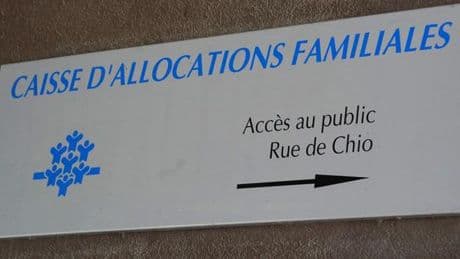 CAISSE D'ALLOCATIONS FAMILIALES
Accès au public
Rue de Chio